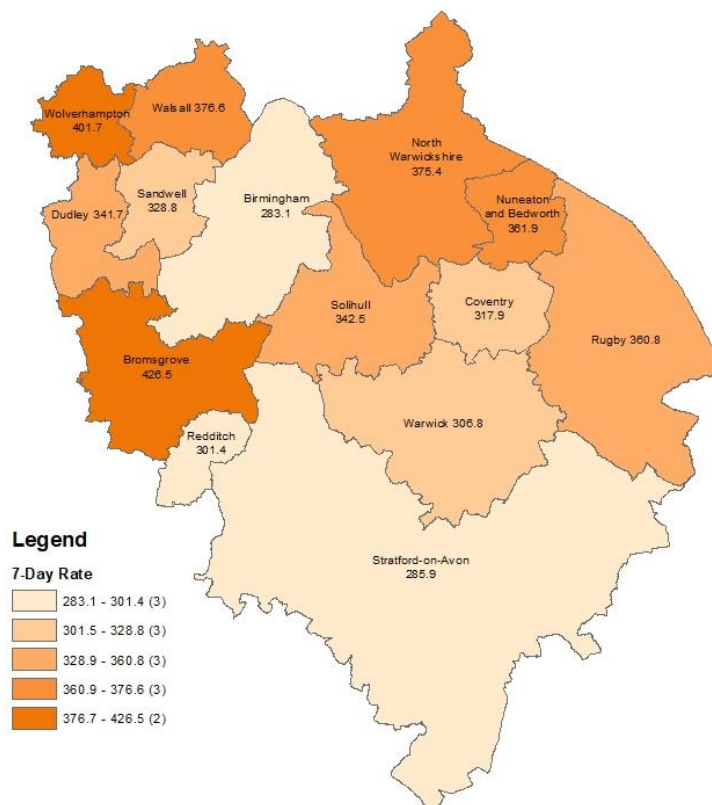 Wolverhampton
401.7
Walsall 376.6
North
Warwickshire
375.4
Sandwell
328.8
Birmingham
283.1
Dudley 341.7
Nuneaton
and Bedworth
361.9
Solihull
342.5
Coventry
317.9
Rugby 360.8
Bromsgrove
426.5
Warwick 306.8
Redditch
301.4
Stratford-on-Avon
285.9
Legend
7-Day Rate
283.1 - 301.4 (3)
301.5 - 328.8 (3)
328.9 - 360.8 (3)
360.9 - 376.6 (3)
376.7 - 426.5 (2)